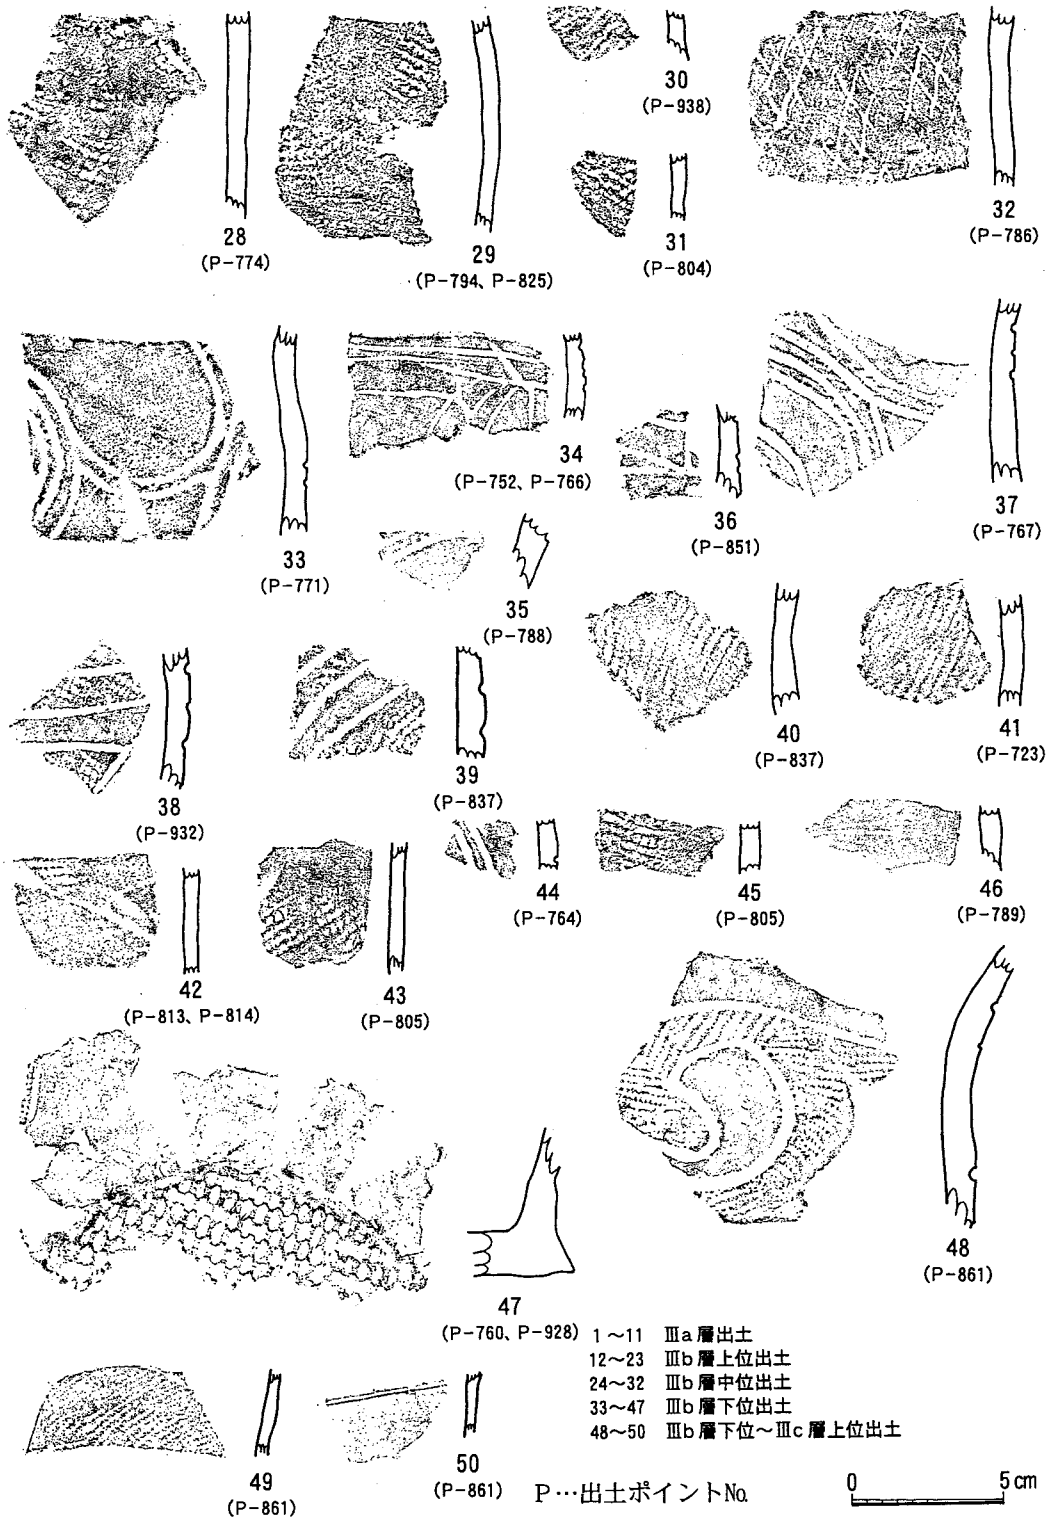 28
(P-774)
29
(P-794、P-825)
30
(P-938)
31
(P-804)
32
(P-786)
33
(P-771)
34
(P-752、P-766)
35
(P-788)
36
(P-851)
37
(P-767)
38
(P-932)
39
(P-837)
40
(P-837)
41
(P-723)
42
(P-813、P-814)
43
(P-805)
44
(P-764)
45
(P-805)
46
(P-789)
47
(P-760、P-928)
48
(P-861)
49
(P-861)
50
(P-861)
1～11 Ⅲa層出土
12～23 Ⅲb層上位出土
24～32 Ⅲb層中位出土
33～47 Ⅲb層下位出土
48～50 Ⅲb層下位～Ⅲc層上位出土
P…出土ポイント№
0 5cm